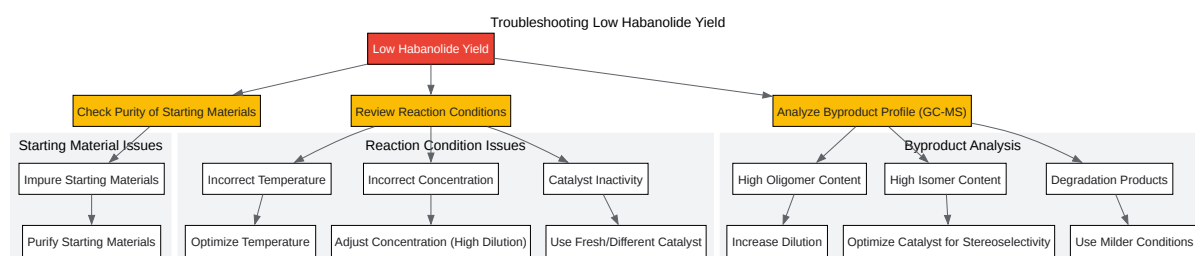 Troubleshooting Low Habanolide Yield
Low Habanolide Yield
Check Purity of Starting Materials
Review Reaction Conditions
Analyze Byproduct Profile (GC-MS)
Starting Material Issues
Reaction Condition Issues
Byproduct Analysis
Impure Starting Materials
Incorrect Temperature
Incorrect Concentration
Catalyst Inactivity
High Oligomer Content
High Isomer Content
Degradation Products
Purify Starting Materials
Optimize Temperature
Adjust Concentration (High Dilution)
Use Fresh/Different Catalyst
Increase Dilution
Optimize Catalyst for Stereoselectivity
Use Milder Conditions